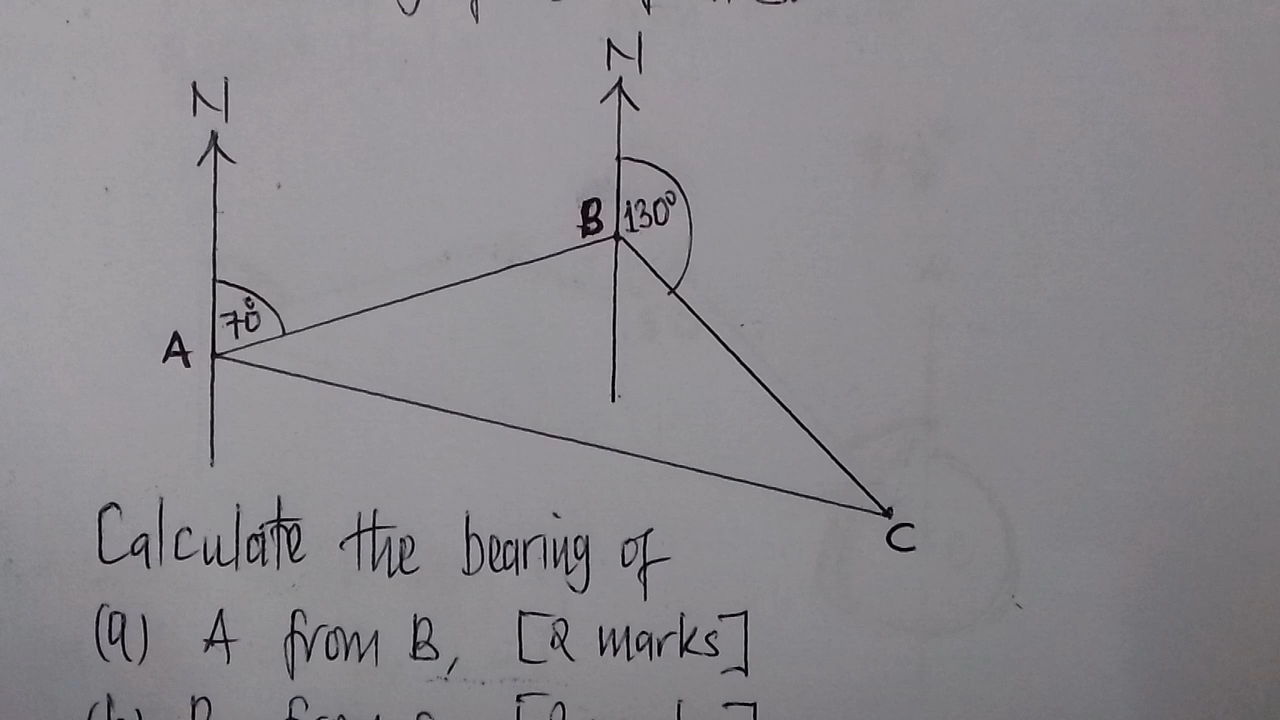 N
N
B 130°
70°
A
C
Calculate the bearing of
(a) A from B, [2 marks]